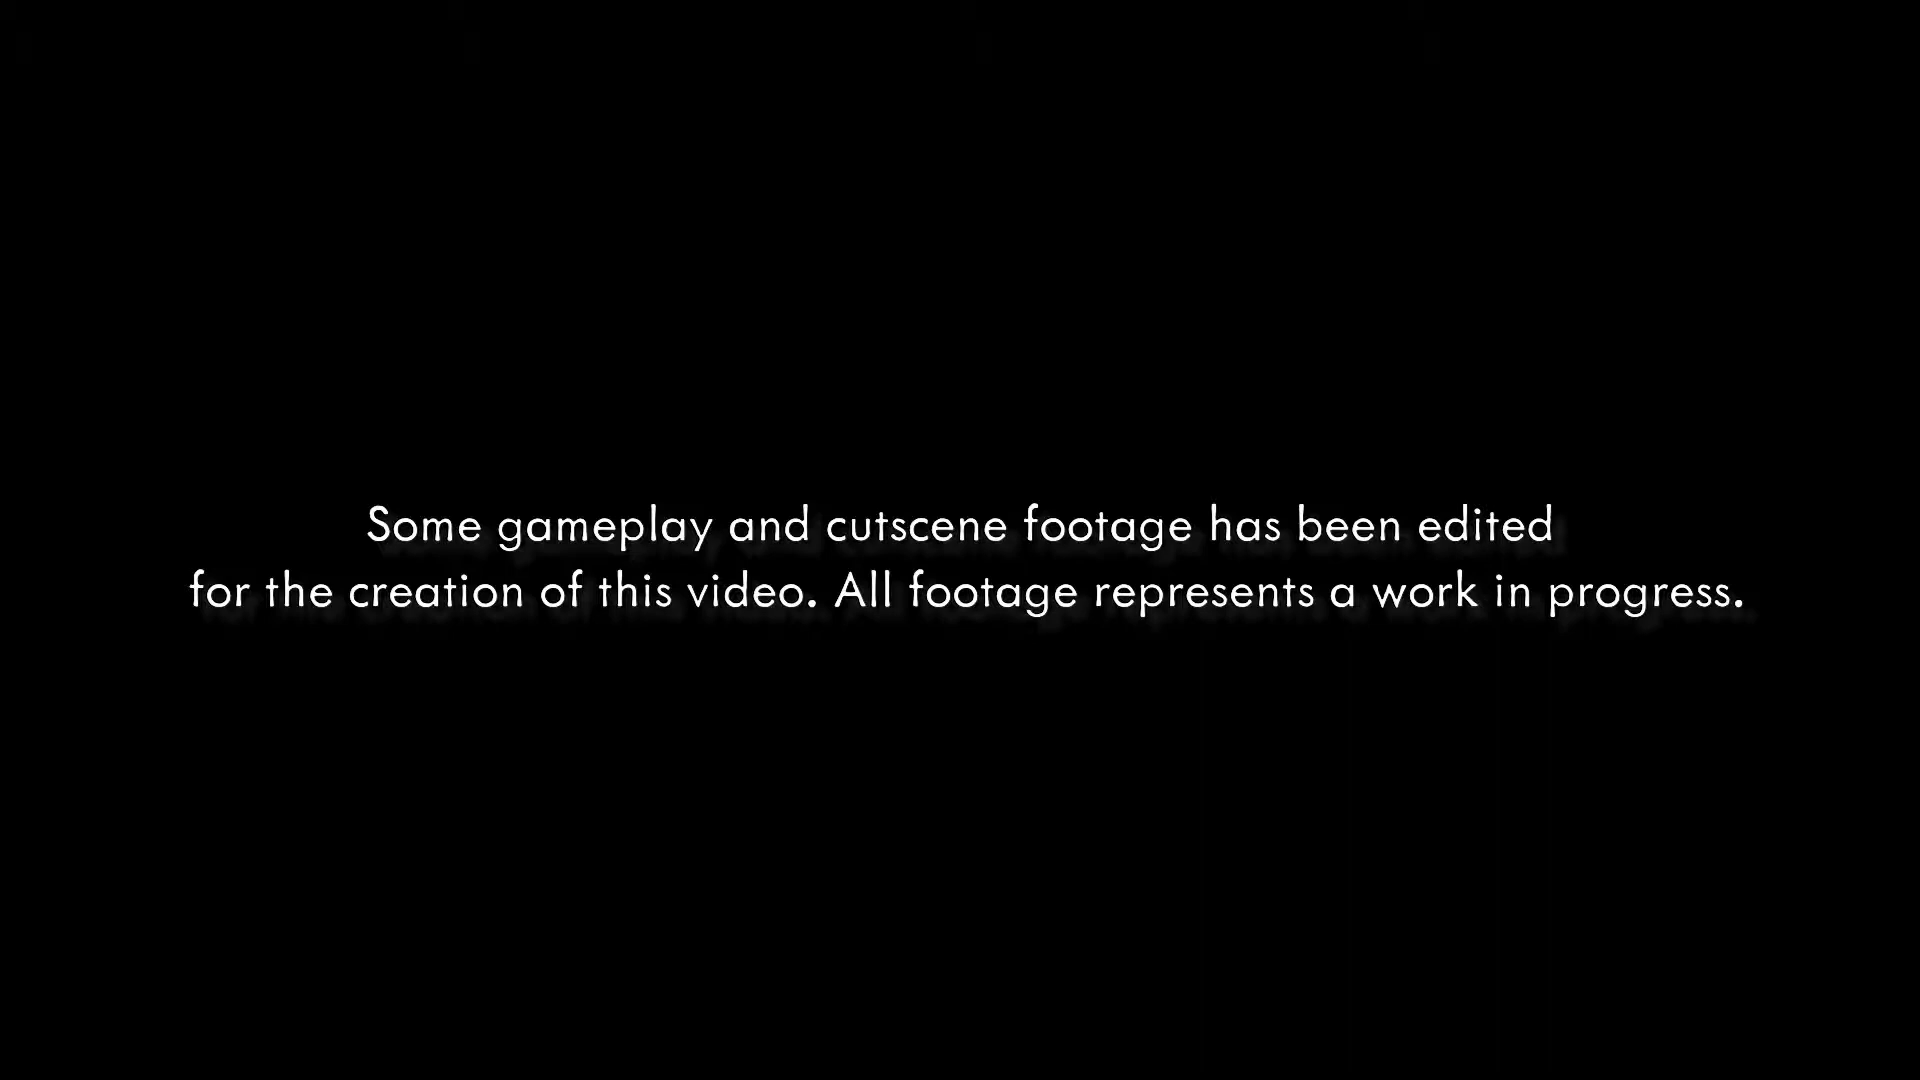 Some gameplay and cutscene footage has been edited
for the creation of this video. All footage represents a work in progress.